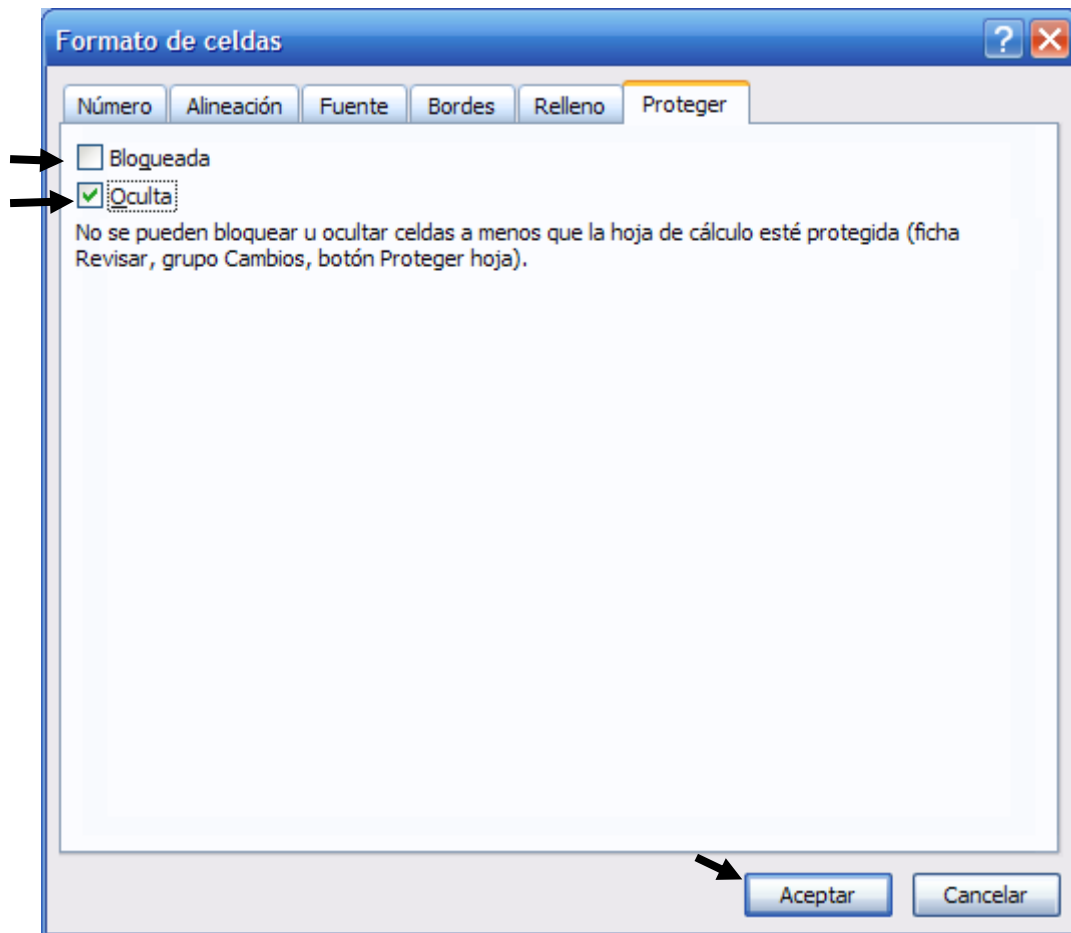 Formato de celdas
Número Alineación Fuente Bordes Relleno Proteger
Bloqueada
Oculta
No se pueden bloquear u ocultar celdas a menos que la hoja de cálculo esté protegida (ficha
Revisar, grupo Cambios, botón Proteger hoja).
Aceptar Cancelar